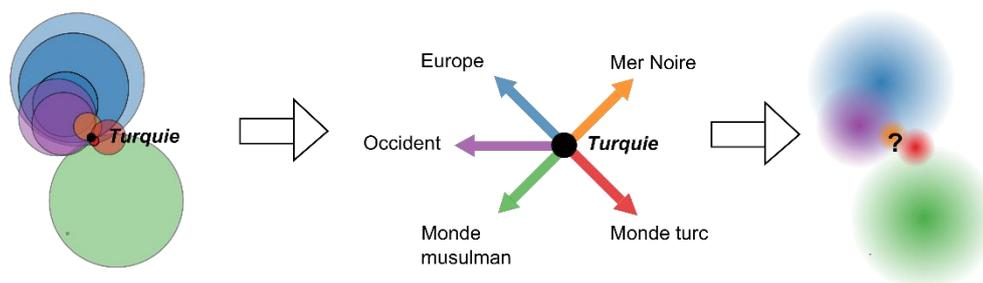 Turquie
Europe
Mer Noire
Occident
Turquie
Monde
musulman
Monde turc
?